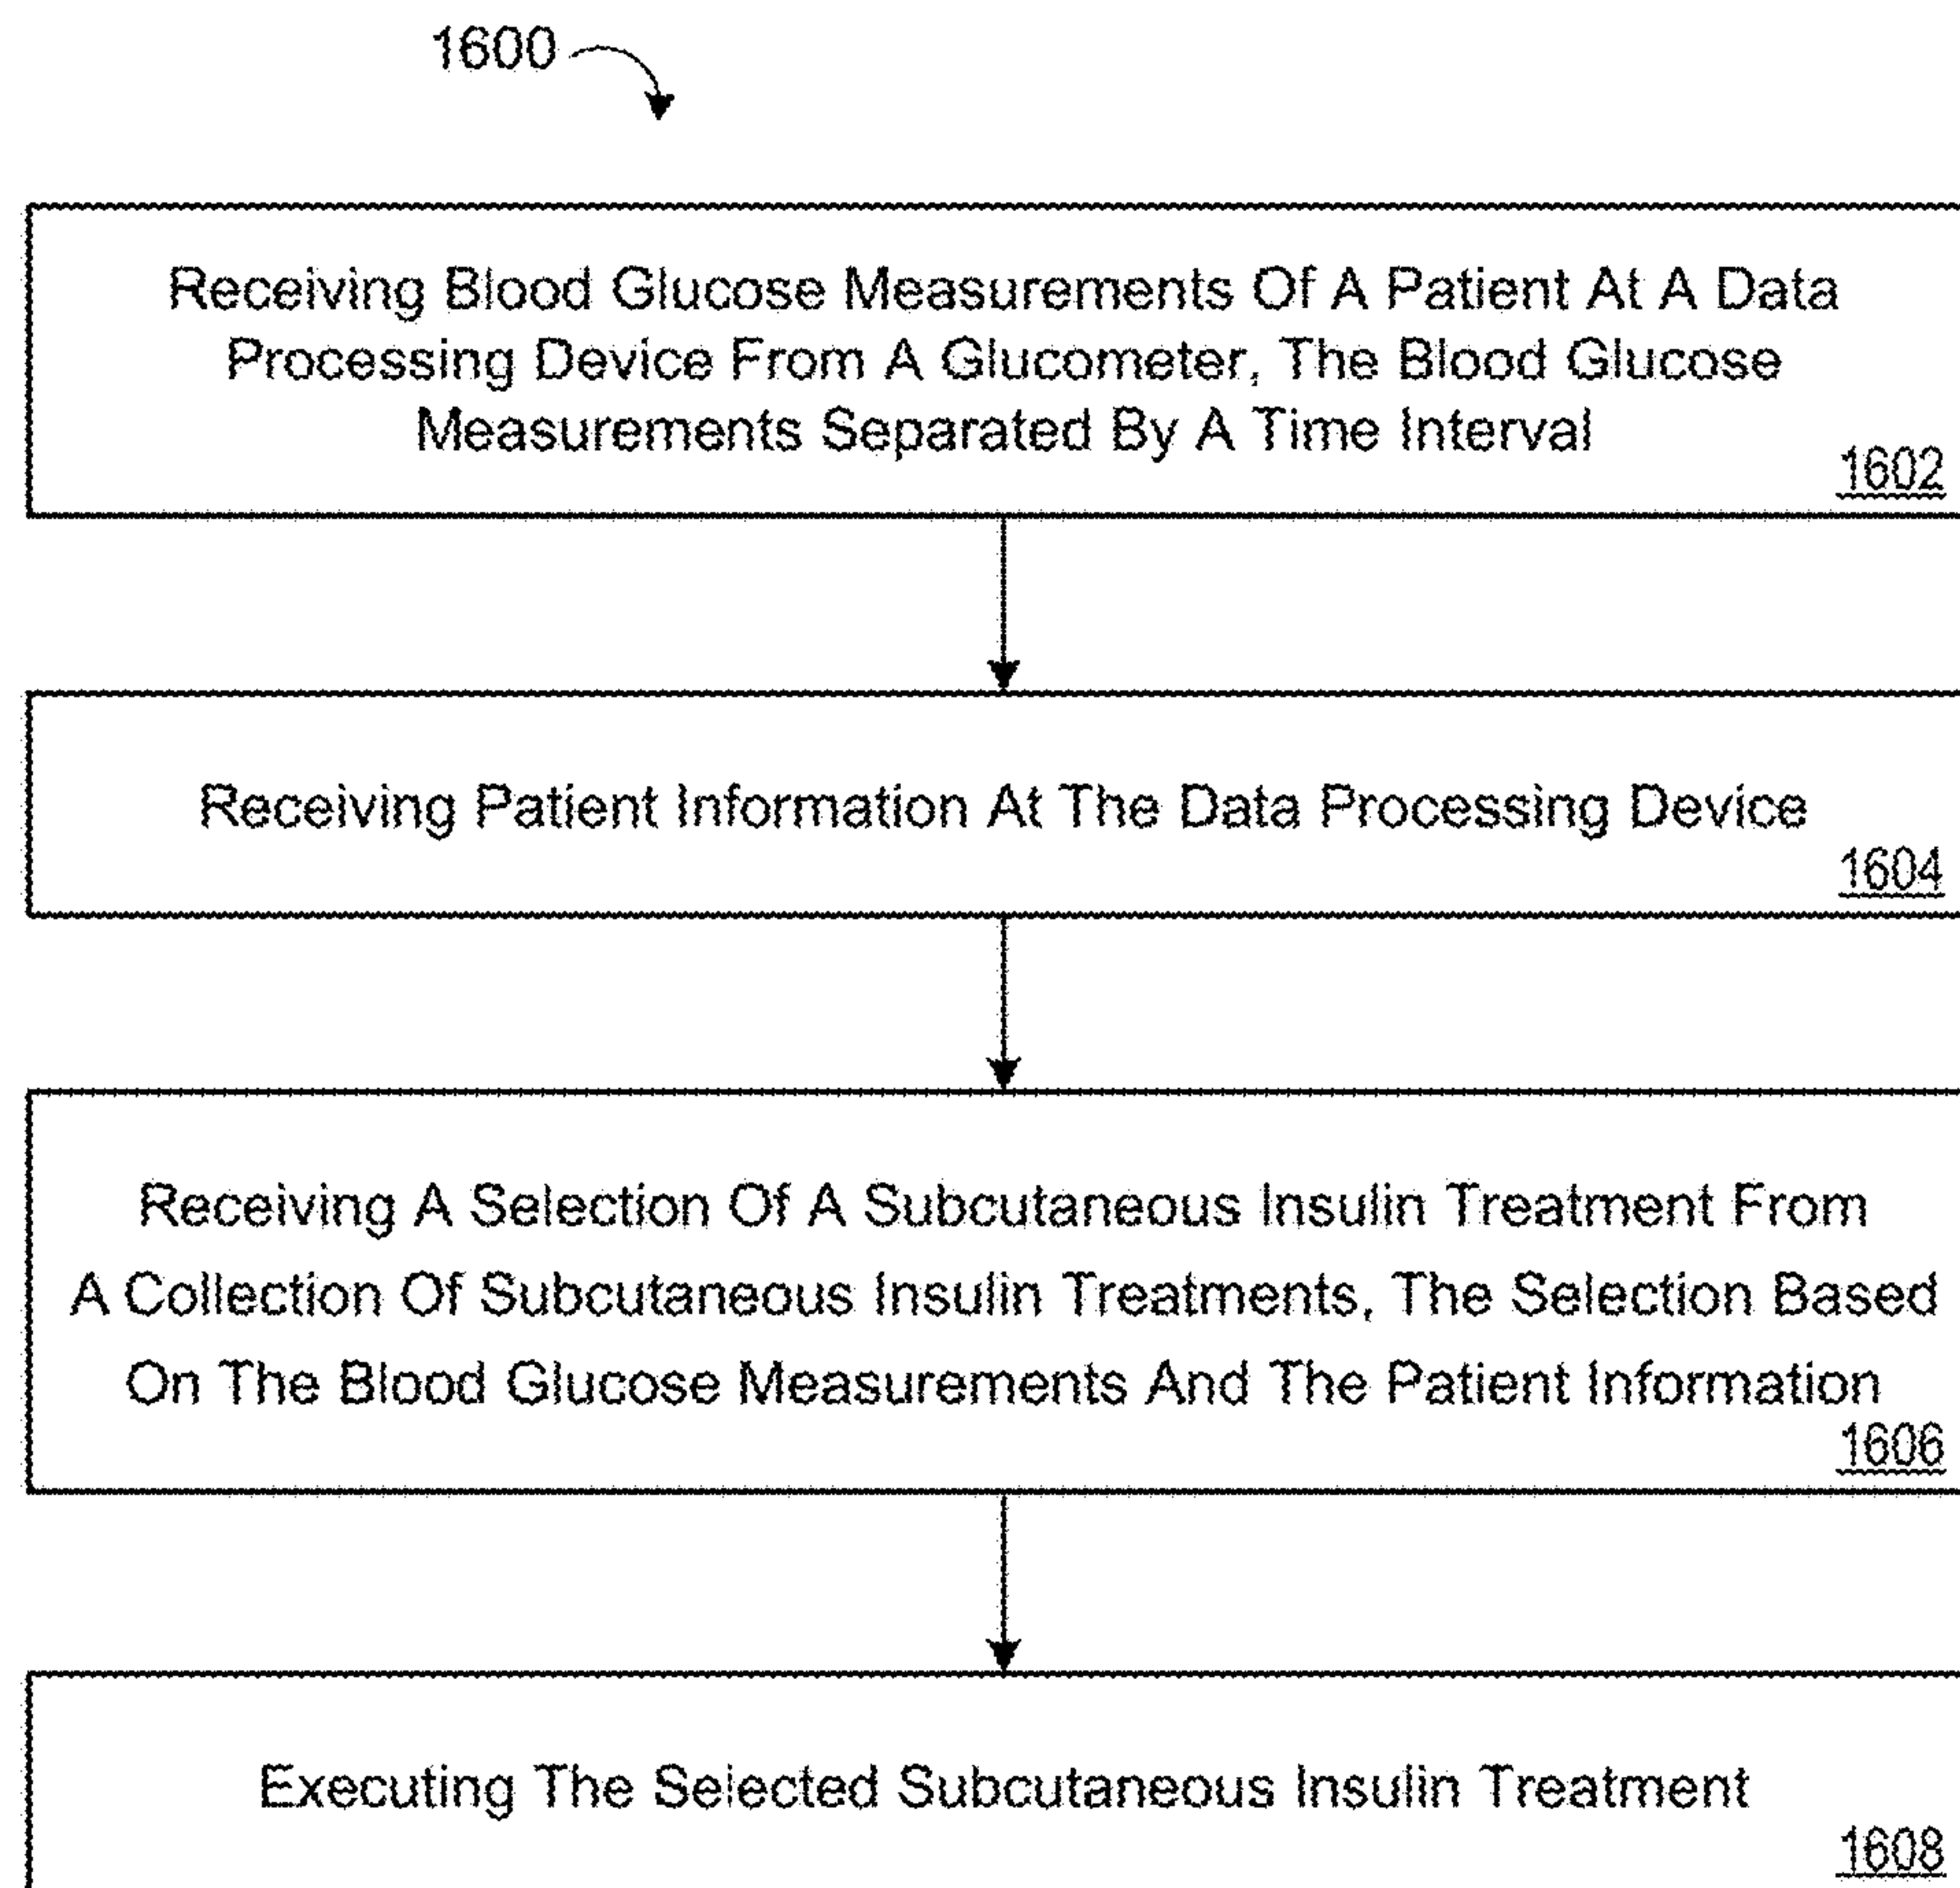 1600
Receiving Blood Glucose Measurements Of A Patient At A Data
Processing Device From A Glucometer, The Blood Glucose
Measurements Separated By A Time Interval
1602
Receiving Patient Information At The Data Processing Device
1604
Receiving A Selection Of A Subcutaneous Insulin Treatment From
A Collection Of Subcutaneous Insulin Treatments, The Selection Based
On The Blood Glucose Measurements And The Patient Information
1606
Executing The Selected Subcutaneous Insulin Treatment
1608